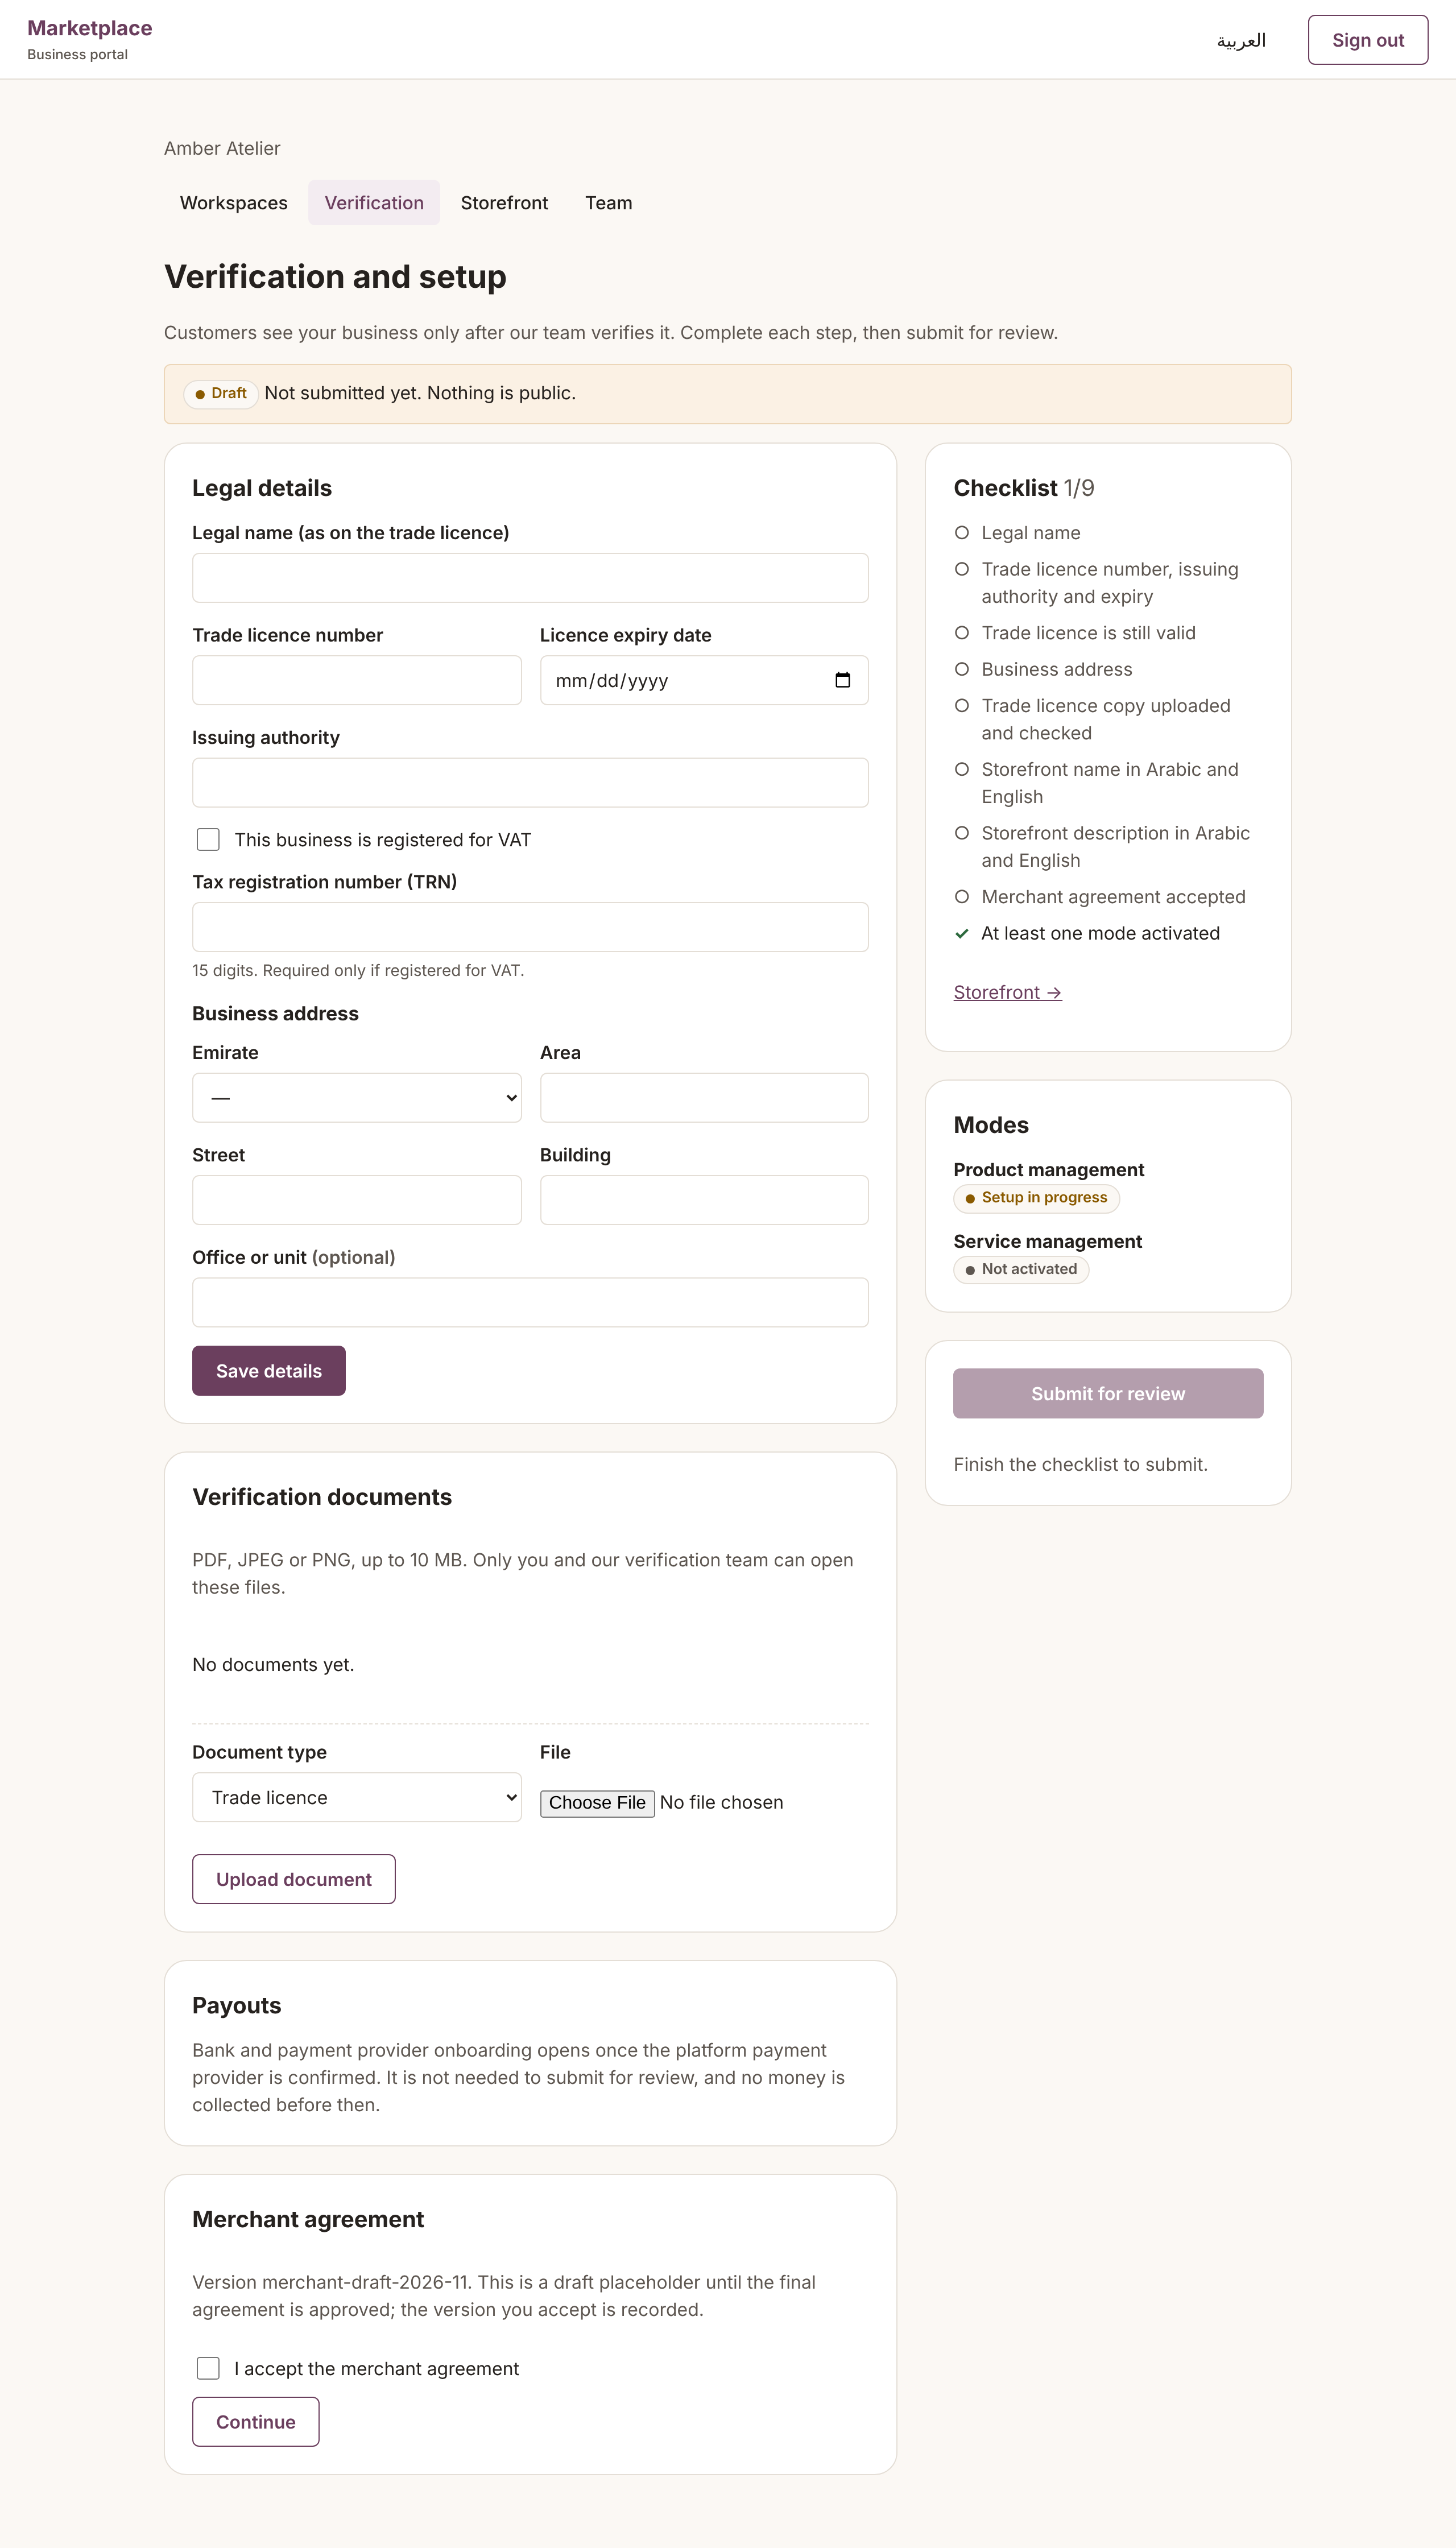 Marketplace
Business portal
العربية
Sign out
Amber Atelier
Workspaces
Verification
Storefront
Team
Verification and setup
Customers see your business only after our team verifies it. Complete each step, then submit for review.
Draft Not submitted yet. Nothing is public.
Legal details
Legal name (as on the trade licence)
Trade licence number
Licence expiry date
mm/dd/yyyy
Issuing authority
This business is registered for VAT
Tax registration number (TRN)
15 digits. Required only if registered for VAT.
Business address
Emirate
Area
—
Street
Building
Office or unit (optional)
Save details
Verification documents
PDF, JPEG or PNG, up to 10 MB. Only you and our verification team can open
these files.
No documents yet.
Document type
File
Trade licence
Choose File No file chosen
Upload document
Payouts
Bank and payment provider onboarding opens once the platform payment
provider is confirmed. It is not needed to submit for review, and no money is
collected before then.
Merchant agreement
Version merchant-draft-2026-11. This is a draft placeholder until the final
agreement is approved; the version you accept is recorded.
I accept the merchant agreement
Continue
Checklist 1/9
Legal name
Trade licence number, issuing
authority and expiry
Trade licence is still valid
Business address
Trade licence copy uploaded
and checked
Storefront name in Arabic and
English
Storefront description in Arabic
and English
Merchant agreement accepted
At least one mode activated
Storefront →
Modes
Product management
Setup in progress
Service management
Not activated
Submit for review
Finish the checklist to submit.